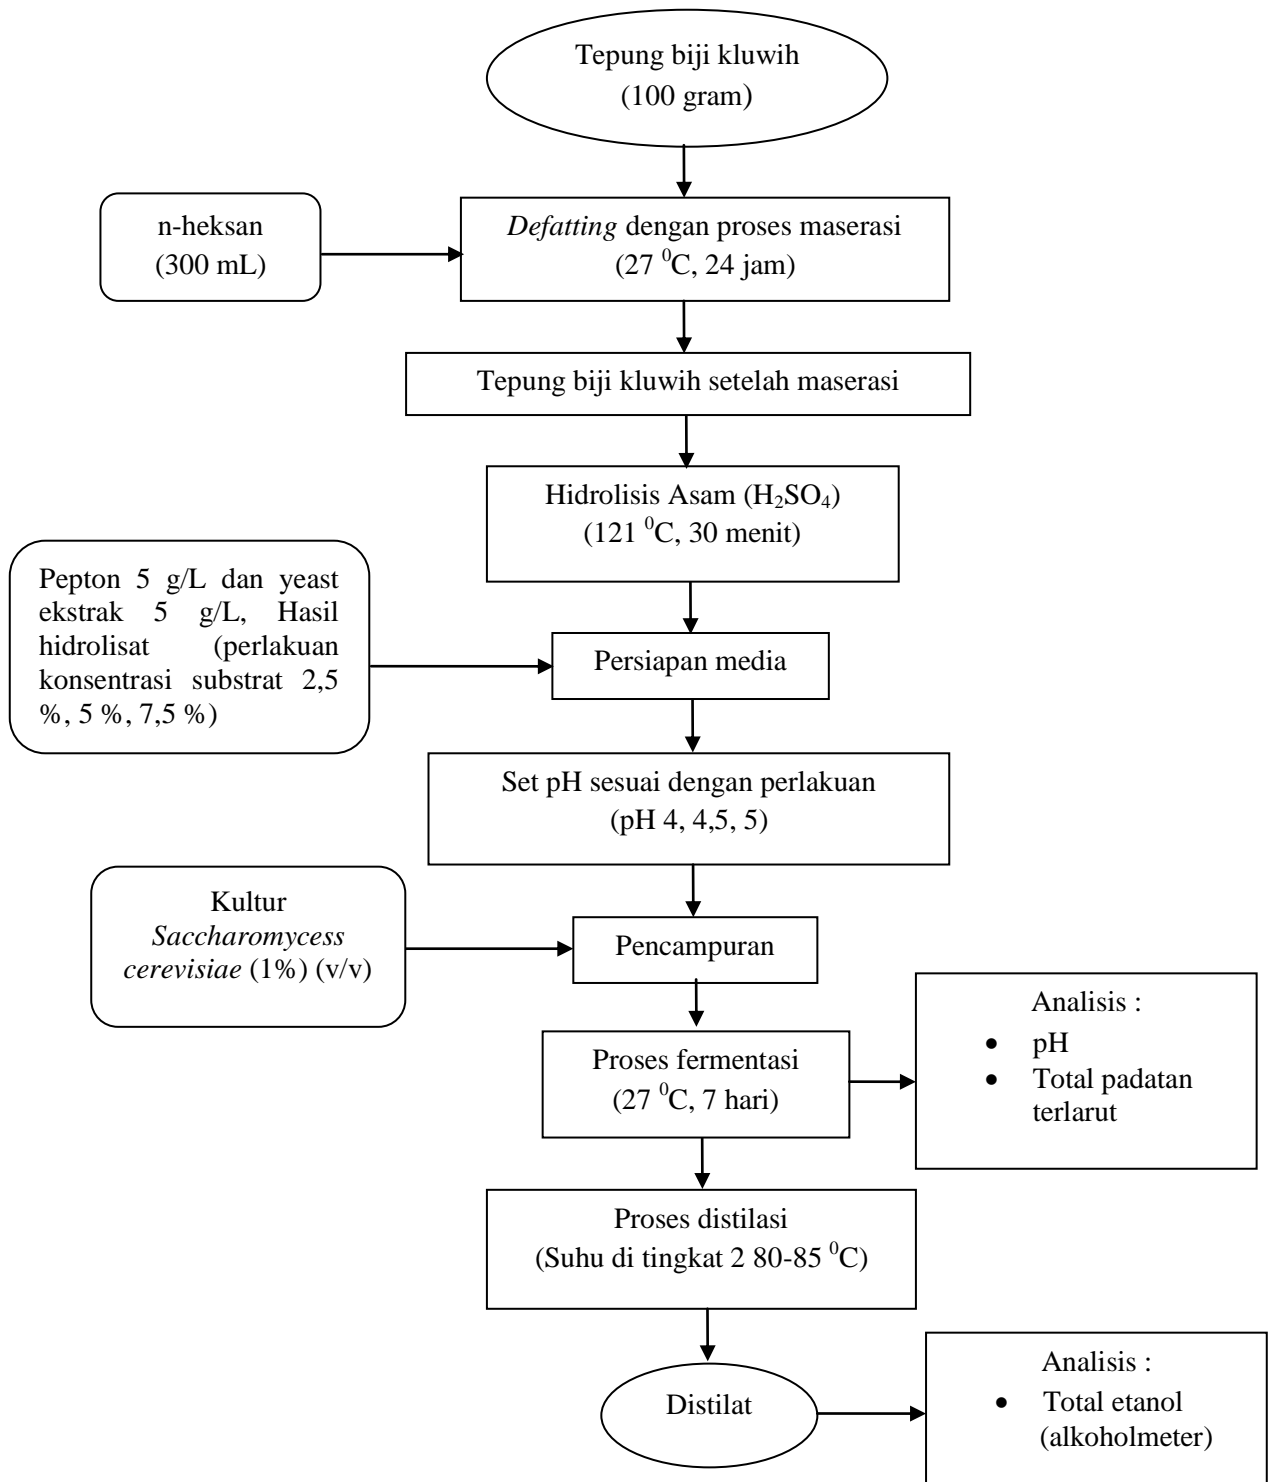 Tepung biji kluwih
(100 gram)
n-heksan
(300 mL)
Defatting dengan proses maserasi
(27 ⁰C, 24 jam)
Tepung biji kluwih setelah maserasi
Hidrolisis Asam (H₂SO₄)
(121 ⁰C, 30 menit)
Pepton 5 g/L dan yeast
ekstrak 5 g/L, Hasil
hidrolisat (perlakuan
konsentrasi substrat 2,5
%, 5 %, 7,5 %)
Persiapan media
Set pH sesuai dengan perlakuan
(pH 4, 4,5, 5)
Kultur
Saccharomycess
cerevisiae (1%) (v/v)
Pencampuran
Proses fermentasi
(27 ⁰C, 7 hari)
Analisis :
• pH
• Total padatan
terlarut
Proses distilasi
(Suhu di tingkat 2 80-85 ⁰C)
Distilat
Analisis :
• Total etanol
(alkoholmeter)